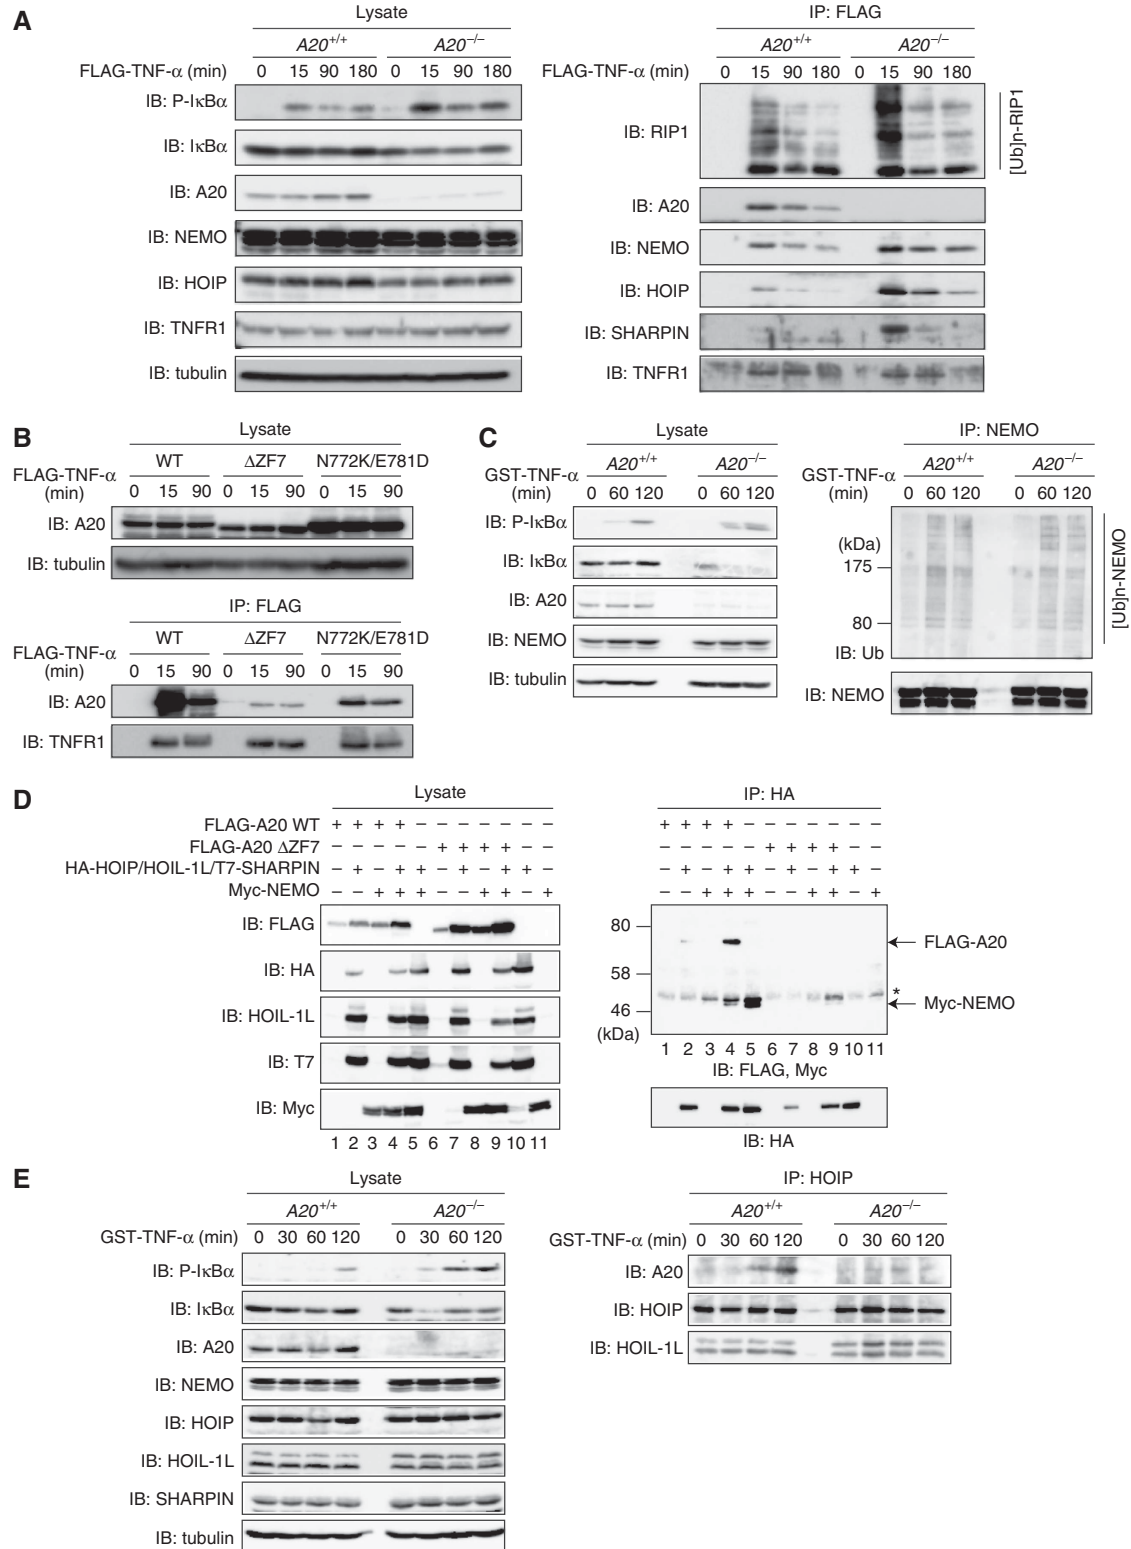 A
Lysate
A20+/+ A20−/−
FLAG-TNF-α (min) 0 15 90 180 0 15 90 180
IB: P-IκBα
IB: IκBα
IB: A20
IB: NEMO
IB: HOIP
IB: TNFR1
IB: tubulin
IP: FLAG
A20+/+ A20−/−
FLAG-TNF-α (min) 0 15 90 180 0 15 90 180
IB: RIP1
[Ub]n-RIP1
IB: A20
IB: NEMO
IB: HOIP
IB: SHARPIN
IB: TNFR1
B
Lysate
WT ΔZF7 N772K/E781D
FLAG-TNF-α
(min) 0 15 90 0 15 90 0 15 90
IB: A20
IB: tubulin
IP: FLAG
WT ΔZF7 N772K/E781D
FLAG-TNF-α
(min) 0 15 90 0 15 90 0 15 90
IB: A20
IB: TNFR1
C
Lysate
A20+/+ A20−/−
GST-TNF-α
(min) 0 60 120 0 60 120
IB: P-IκBα
IB: IκBα
IB: A20
IB: NEMO
IB: tubulin
IP: NEMO
A20+/+ A20−/−
GST-TNF-α
(min) 0 60 120 0 60 120
(kDa)
175
80
IB: Ub
[Ub]n-NEMO
IB: NEMO
D
Lysate
FLAG-A20 WT + + + + − − − − − − −
FLAG-A20 ΔZF7 − − − − − + + + + − −
HA-HOIP/HOIL-1L/T7-SHARPIN − + − + + − + − + + −
Myc-NEMO − − + + + − − + + − +
IB: FLAG
IB: HA
IB: HOIL-1L
IB: T7
IB: Myc
1 2 3 4 5 6 7 8 9 10 11
IP: HA
+ + + + − − − − − − −
− − − − − + + + + − −
− + − + + − + − + + −
− − + + + − − + + − +
80
58
46
(kDa)
FLAG-A20
*
Myc-NEMO
1 2 3 4 5 6 7 8 9 10 11
IB: FLAG, Myc
IB: HA
E
Lysate
A20+/+ A20−/−
GST-TNF-α (min) 0 30 60 120 0 30 60 120
IB: P-IκBα
IB: IκBα
IB: A20
IB: NEMO
IB: HOIP
IB: HOIL-1L
IB: SHARPIN
IB: tubulin
IP: HOIP
A20+/+ A20−/−
GST-TNF-α (min) 0 30 60 120 0 30 60 120
IB: A20
IB: HOIP
IB: HOIL-1L